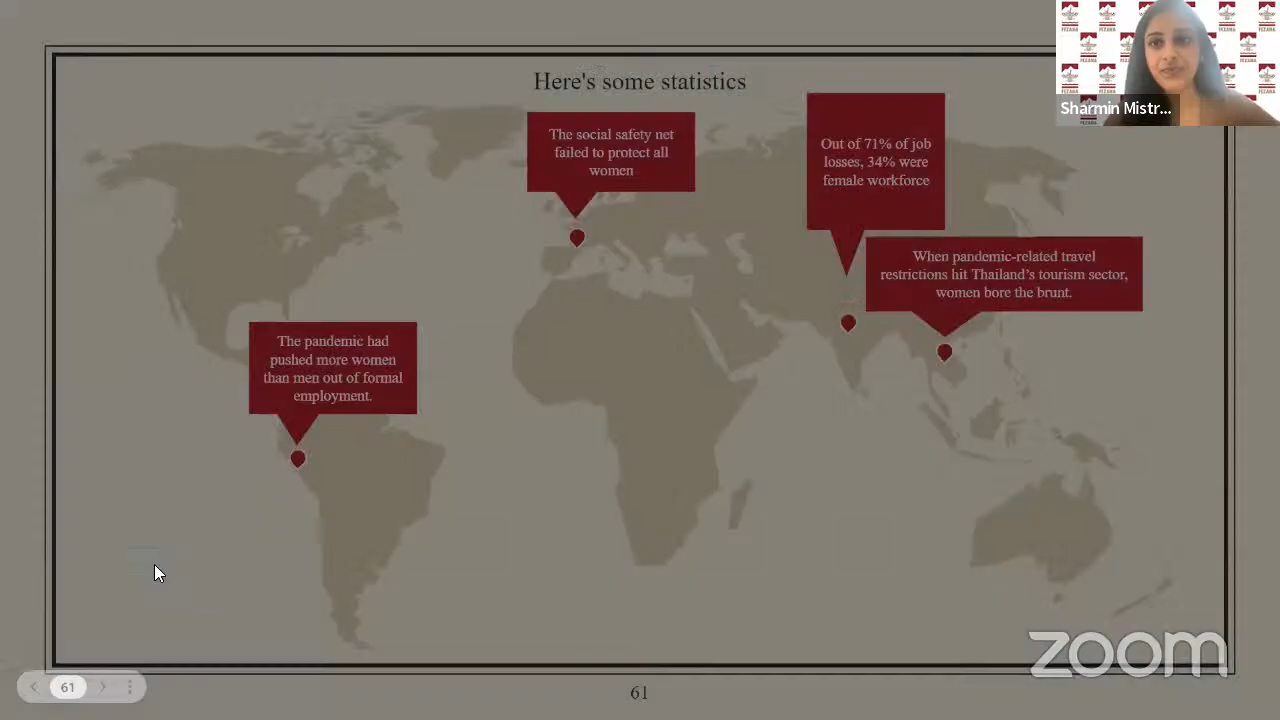 Here's some statistics
The social safety net
failed to protect all
women
Out of 71% of job
losses, 34% were
female workforce
When pandemic-related travel
restrictions hit Thailand's tourism sector,
women bore the brunt.
The pandemic had
pushed more women
than men out of formal
employment.
Sharmin Mistr...
FEZANA
zoom
61
61